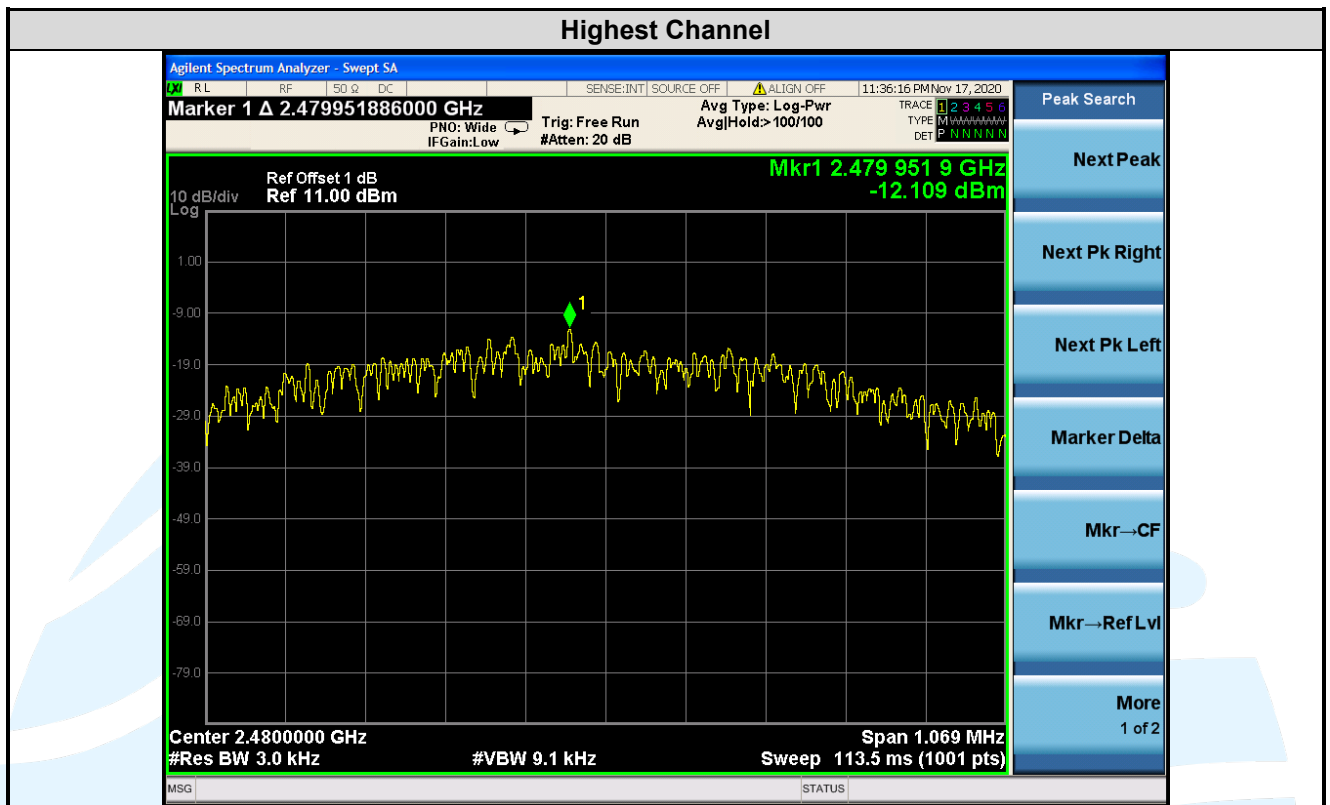 Highest Channel
Agilent Spectrum Analyzer - Swept SA
LXI RL RF 50 Ω DC SENSE:INT SOURCE OFF ALIGN OFF 11:36:16 PM Nov 17, 2020
Marker 1 Δ 2.479951886000 GHz
PNO: Wide
IFGain:Low
Trig: Free Run
#Atten: 20 dB
Avg Type: Log-Pwr
Avg|Hold:>100/100
TRACE 1 2 3 4 5 6
TYPE M WWWWWW
DET P N N N N N
Peak Search
Mkr1 2.479 951 9 GHz
-12.109 dBm
Ref Offset 1 dB
10 dB/div Ref 11.00 dBm
Log
1.00
-9.00
-19.0
-29.0
-39.0
-49.0
-59.0
-69.0
-79.0
1
Center 2.4800000 GHz Span 1.069 MHz
#Res BW 3.0 kHz #VBW 9.1 kHz Sweep 113.5 ms (1001 pts)
MSG STATUS
Next Peak
Next Pk Right
Next Pk Left
Marker Delta
Mkr→CF
Mkr→Ref Lvl
More
1 of 2